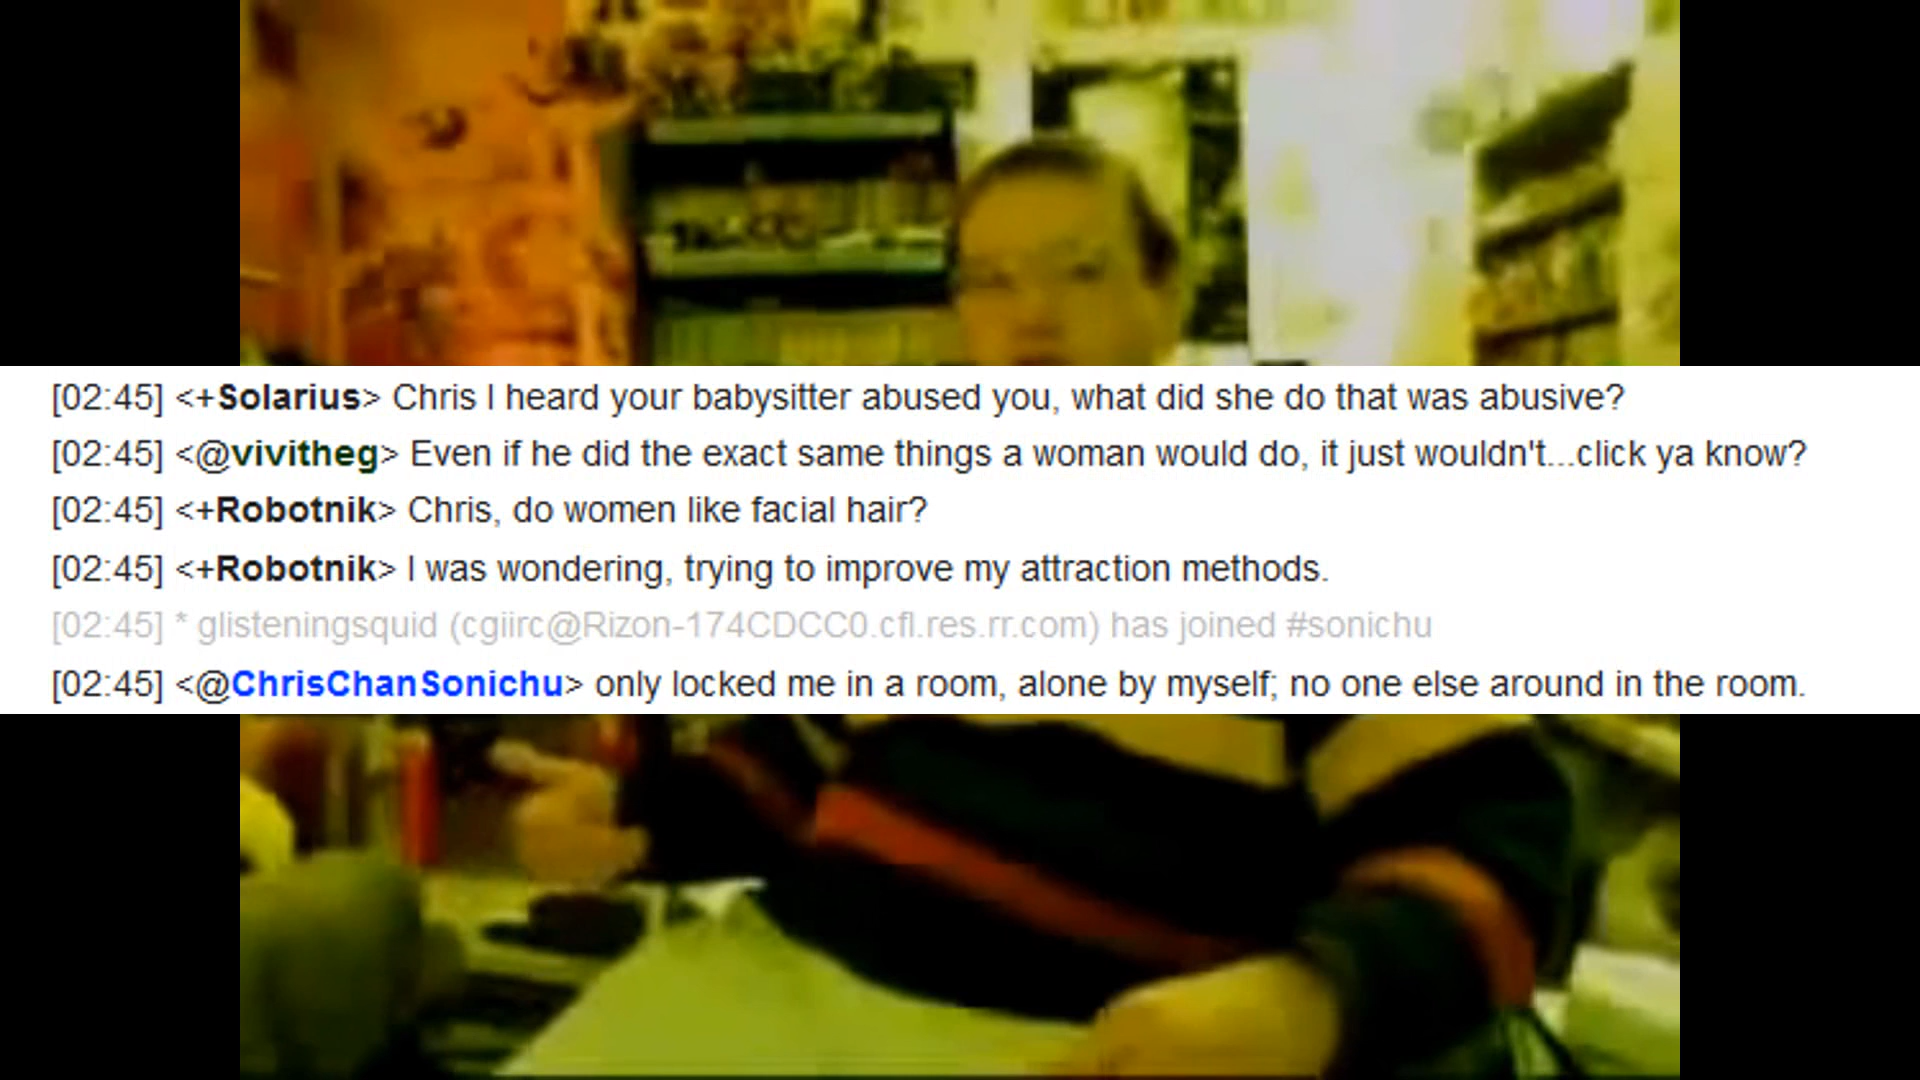 [02:45] <+Solarius> Chris I heard your babysitter abused you, what did she do that was abusive?
[02:45] <@vivitheg> Even if he did the exact same things a woman would do, it just wouldn't...click ya know?
[02:45] <+Robotnik> Chris, do women like facial hair?
[02:45] <+Robotnik> I was wondering, trying to improve my attraction methods.
[02:45] * glisteningsquid (cgiirc@Rizon-174CDCC0.cfl.res.rr.com) has joined #sonichu
[02:45] <@ChrisChanSonichu> only locked me in a room, alone by myself; no one else around in the room.